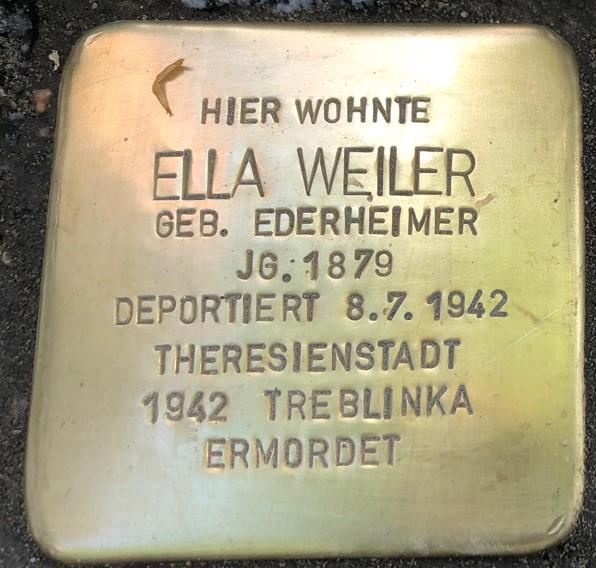 HIER WOHNTE
ELLA WEILER
GEB. EDERHEIMER
JG. 1879
DEPORTIERT 8.7.1942
THERESIENSTADT
1942 TREBLINKA
ERMORDET